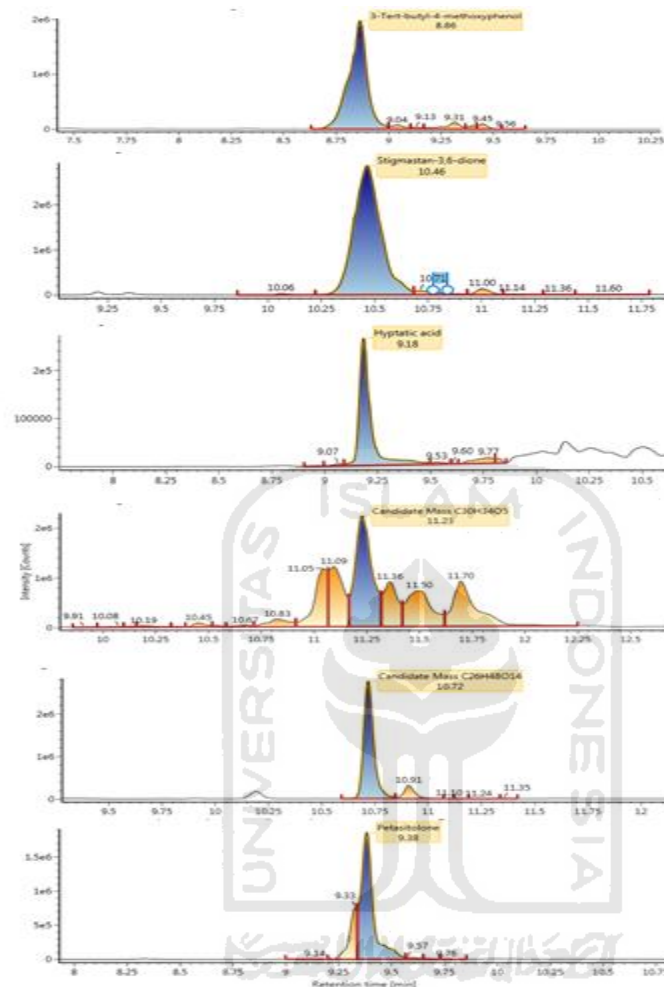 3-Tert-butyl-4-methoxyphenol
8.86
2e6
1e6
0
9.04 9.13 9.31 9.45 9.56
7.5 7.75 8 8.25 8.5 8.75 9 9.25 9.5 9.75 10 10.25
Stigmastan-3,6-dione
10.46
2e6
1e6
0
10.06 10.71 11.00 11.14 11.36 11.60
9.25 9.5 9.75 10 10.25 10.5 10.75 11 11.25 11.5 11.75
Hyptatic acid
9.18
2e5
100000
0
9.07 9.53 9.60 9.77
8 8.25 8.5 8.75 9 9.25 9.5 9.75 10 10.25 10.5
Candidate Mass C30H34O5
11.23
2e6
1e6
0
9.91 10.08 10.19 10.45 10.67 10.83 11.05 11.09 11.36 11.50 11.70
10 10.25 10.5 10.75 11 11.25 11.5 11.75 12 12.25 12.5
Intensity [Counts]
Candidate Mass C26H48O14
10.72
2e6
1e6
0
10.91 11.10 11.24 11.35
9.5 9.75 10 10.25 10.5 10.75 11 11.25 11.5 11.75 12
Petasitolone
9.38
1.5e6
1e6
5e5
0
9.14 9.33 9.57 9.76
8 8.25 8.5 8.75 9 9.25 9.5 9.75 10 10.25 10.5 10.75
Retention time [min]
UNIVERSITAS ISLAM INDONESIA